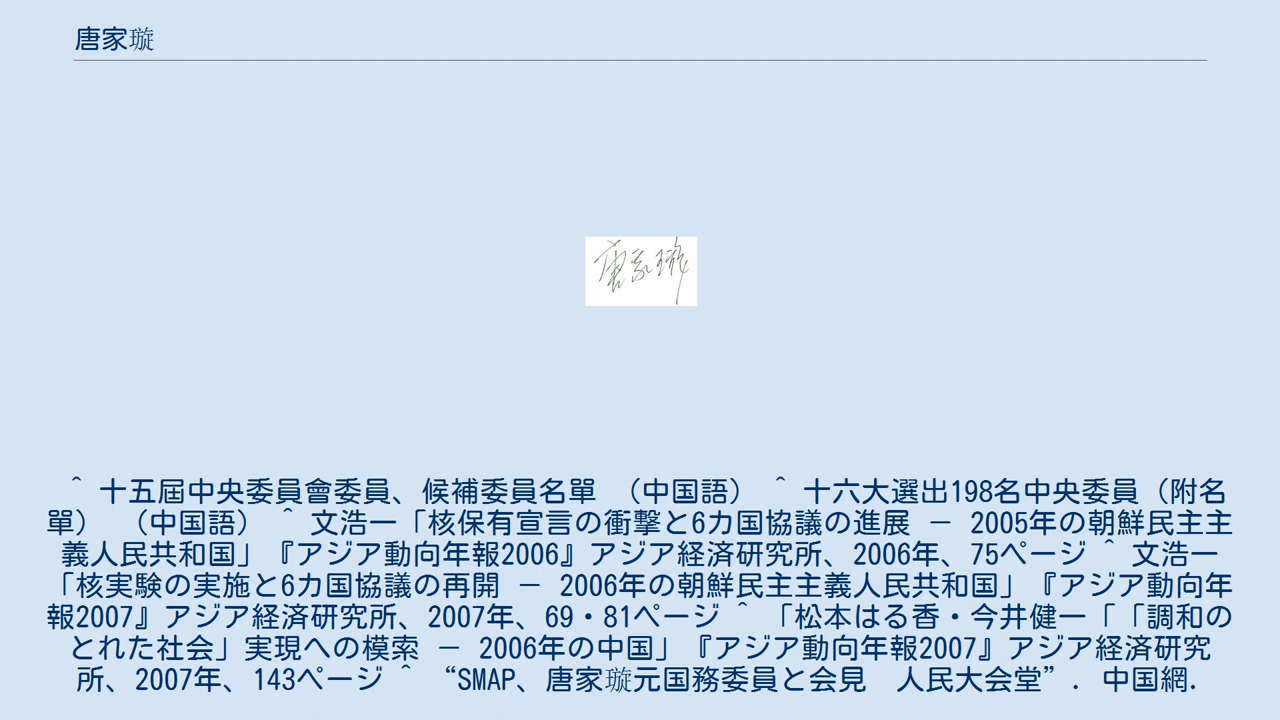 唐家璇
唐家璇
^ 十五屆中央委員會委員、候補委員名單 （中国語） ^ 十六大選出198名中央委員（附名
單） （中国語） ^ 文浩一「核保有宣言の衝撃と6カ国協議の進展 － 2005年の朝鮮民主主
義人民共和国」『アジア動向年報2006』アジア経済研究所、2006年、75ページ ^ 文浩一
「核実験の実施と6カ国協議の再開 － 2006年の朝鮮民主主義人民共和国」『アジア動向年
報2007』アジア経済研究所、2007年、69・81ページ ^ 「松本はる香・今井健一「「調和の
とれた社会」実現への模索 － 2006年の中国」『アジア動向年報2007』アジア経済研究
所、2007年、143ページ ^ “SMAP、唐家璇元国務委員と会見　人民大会堂”. 中国網.